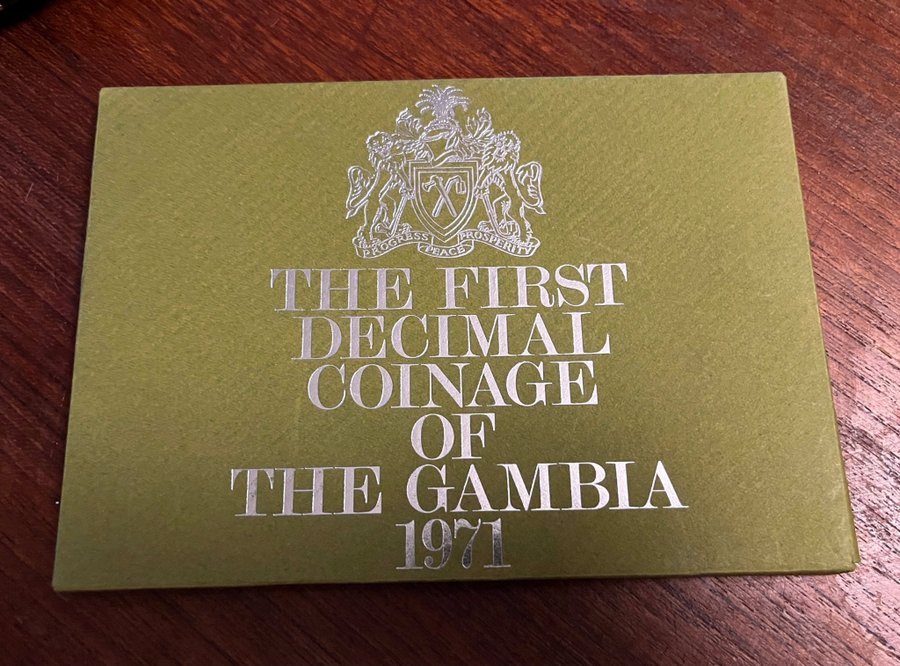 PROGRESS PEACE PROSPERITY
THE FIRST
DECIMAL
COINAGE
OF
THE GAMBIA
1971